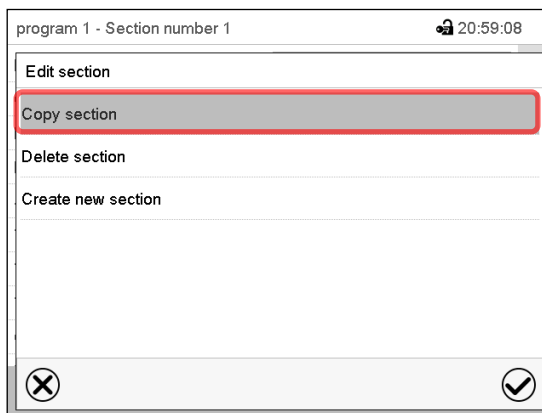 program 1 - Section number 1 20:59:08
Edit section
Copy section
Delete section
Create new section